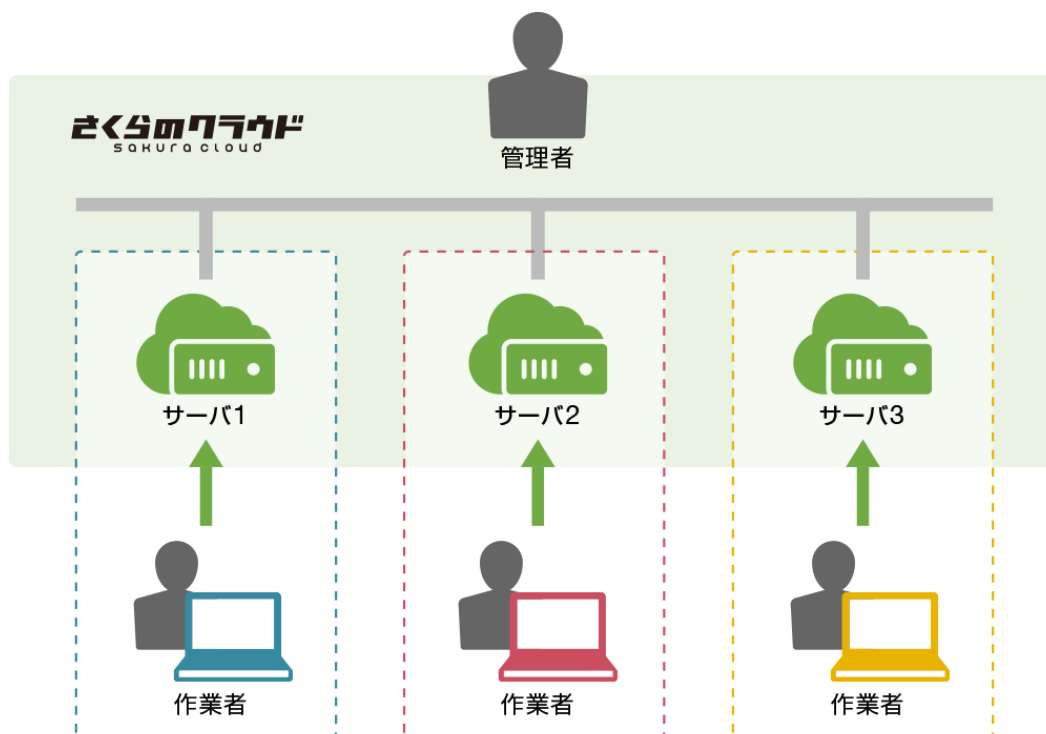 さくらのクラウド
sakura cloud
管理者
サーバ1
サーバ2
サーバ3
作業者
作業者
作業者